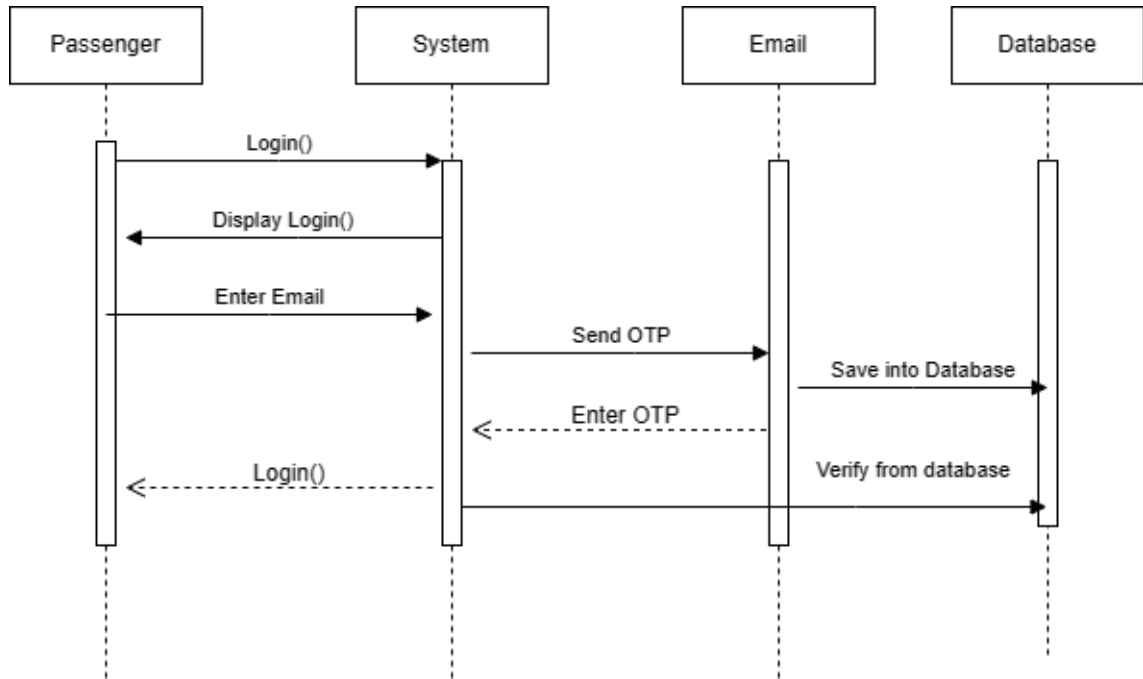 Passenger
System
Email
Database
Login()
Display Login()
Enter Email
Send OTP
Save into Database
Enter OTP
Login()
Verify from database